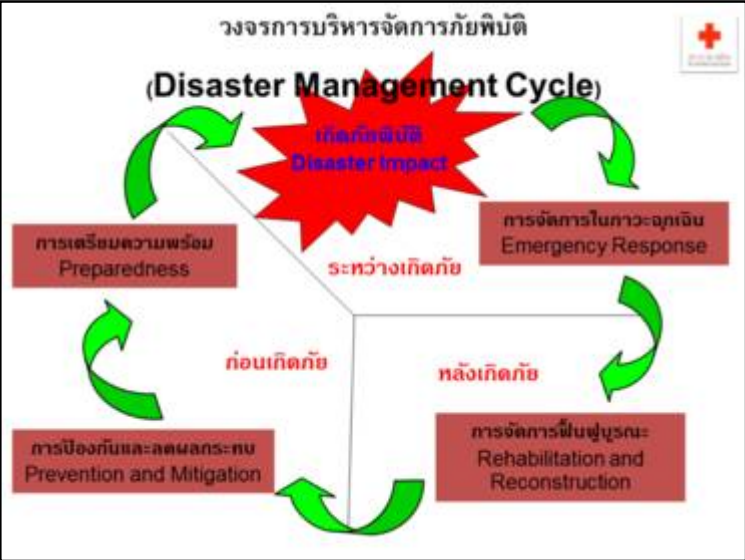 วงจรการบริหารจัดการภัยพิบัติ
(Disaster Management Cycle)
เกิดภัยพิบัติ
Disaster Impact
การจัดการในภาวะฉุกเฉิน
Emergency Response
การเตรียมความพร้อม
Preparedness
ระหว่างเกิดภัย
ก่อนเกิดภัย
หลังเกิดภัย
การป้องกันและลดผลกระทบ
Prevention and Mitigation
การจัดการฟื้นฟูบูรณะ
Rehabilitation and
Reconstruction